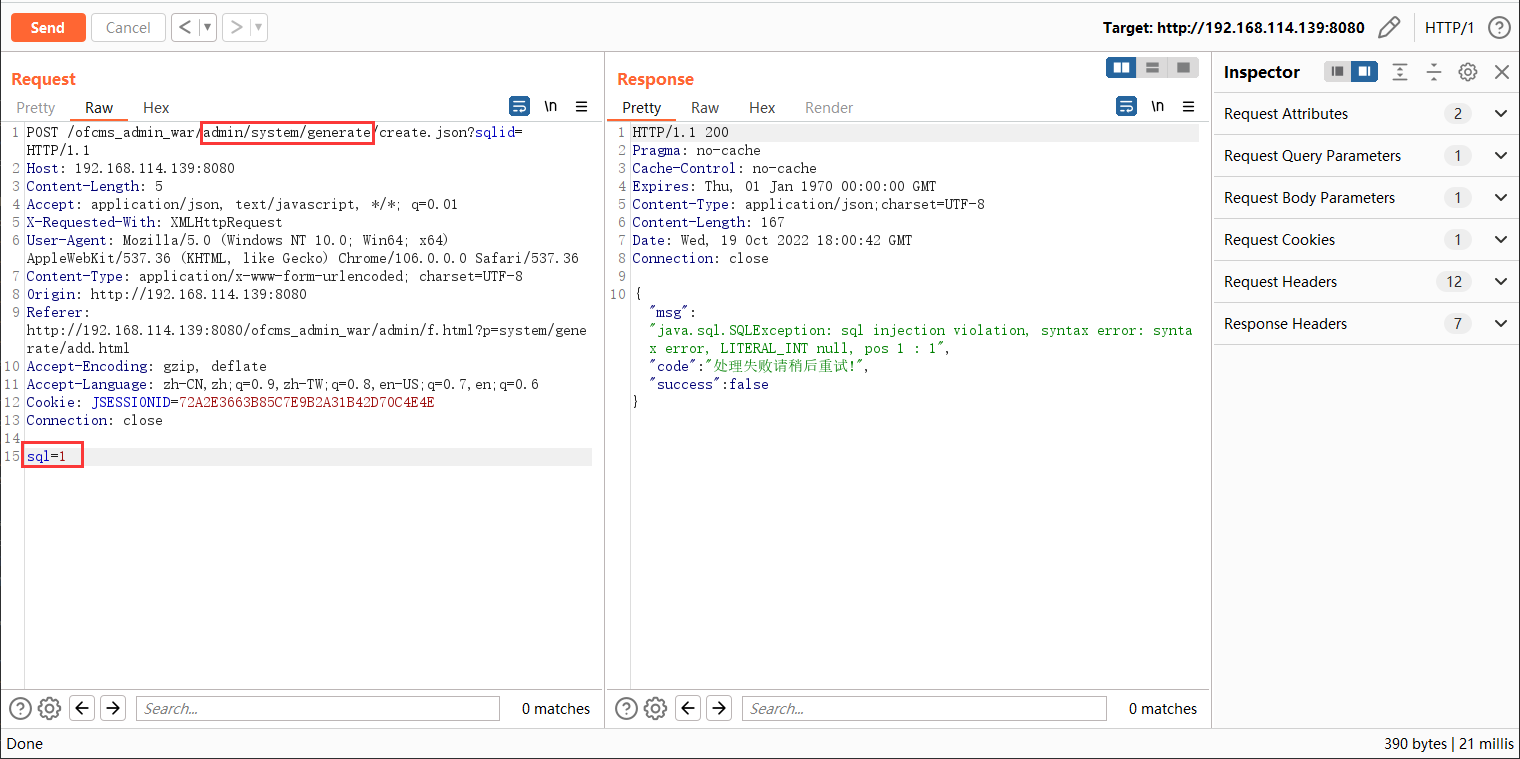 Send
Cancel
< ▼
> ▼
Target: http://192.168.114.139:8080
HTTP/1
Request
Pretty
Raw
Hex
\n
1 POST /ofcms_admin_war/admin/system/generate/create.json?sqlid=
HTTP/1.1
2 Host: 192.168.114.139:8080
3 Content-Length: 5
4 Accept: application/json, text/javascript, */*; q=0.01
5 X-Requested-With: XMLHttpRequest
6 User-Agent: Mozilla/5.0 (Windows NT 10.0; Win64; x64)
AppleWebKit/537.36 (KHTML, like Gecko) Chrome/106.0.0.0 Safari/537.36
7 Content-Type: application/x-www-form-urlencoded; charset=UTF-8
8 Origin: http://192.168.114.139:8080
9 Referer:
http://192.168.114.139:8080/ofcms_admin_war/admin/f.html?p=system/gene
rate/add.html
10 Accept-Encoding: gzip, deflate
11 Accept-Language: zh-CN,zh;q=0.9,zh-TW;q=0.8,en-US;q=0.7,en;q=0.6
12 Cookie: JSESSIONID=72A2E3663B85C7E9B2A31B42D70C4E4E
13 Connection: close
14
15 sql=1
Search...
0 matches
Response
Pretty
Raw
Hex
Render
\n
1 HTTP/1.1 200
2 Pragma: no-cache
3 Cache-Control: no-cache
4 Expires: Thu, 01 Jan 1970 00:00:00 GMT
5 Content-Type: application/json;charset=UTF-8
6 Content-Length: 167
7 Date: Wed, 19 Oct 2022 18:00:42 GMT
8 Connection: close
9
10 {
"msg":
"java.sql.SQLException: sql injection violation, syntax error: synta
x error, LITERAL_INT null, pos 1 : 1",
"code":"处理失败请稍后重试!",
"success":false
}
Search...
0 matches
Inspector
Request Attributes 2
Request Query Parameters 1
Request Body Parameters 1
Request Cookies 1
Request Headers 12
Response Headers 7
Done
390 bytes | 21 millis